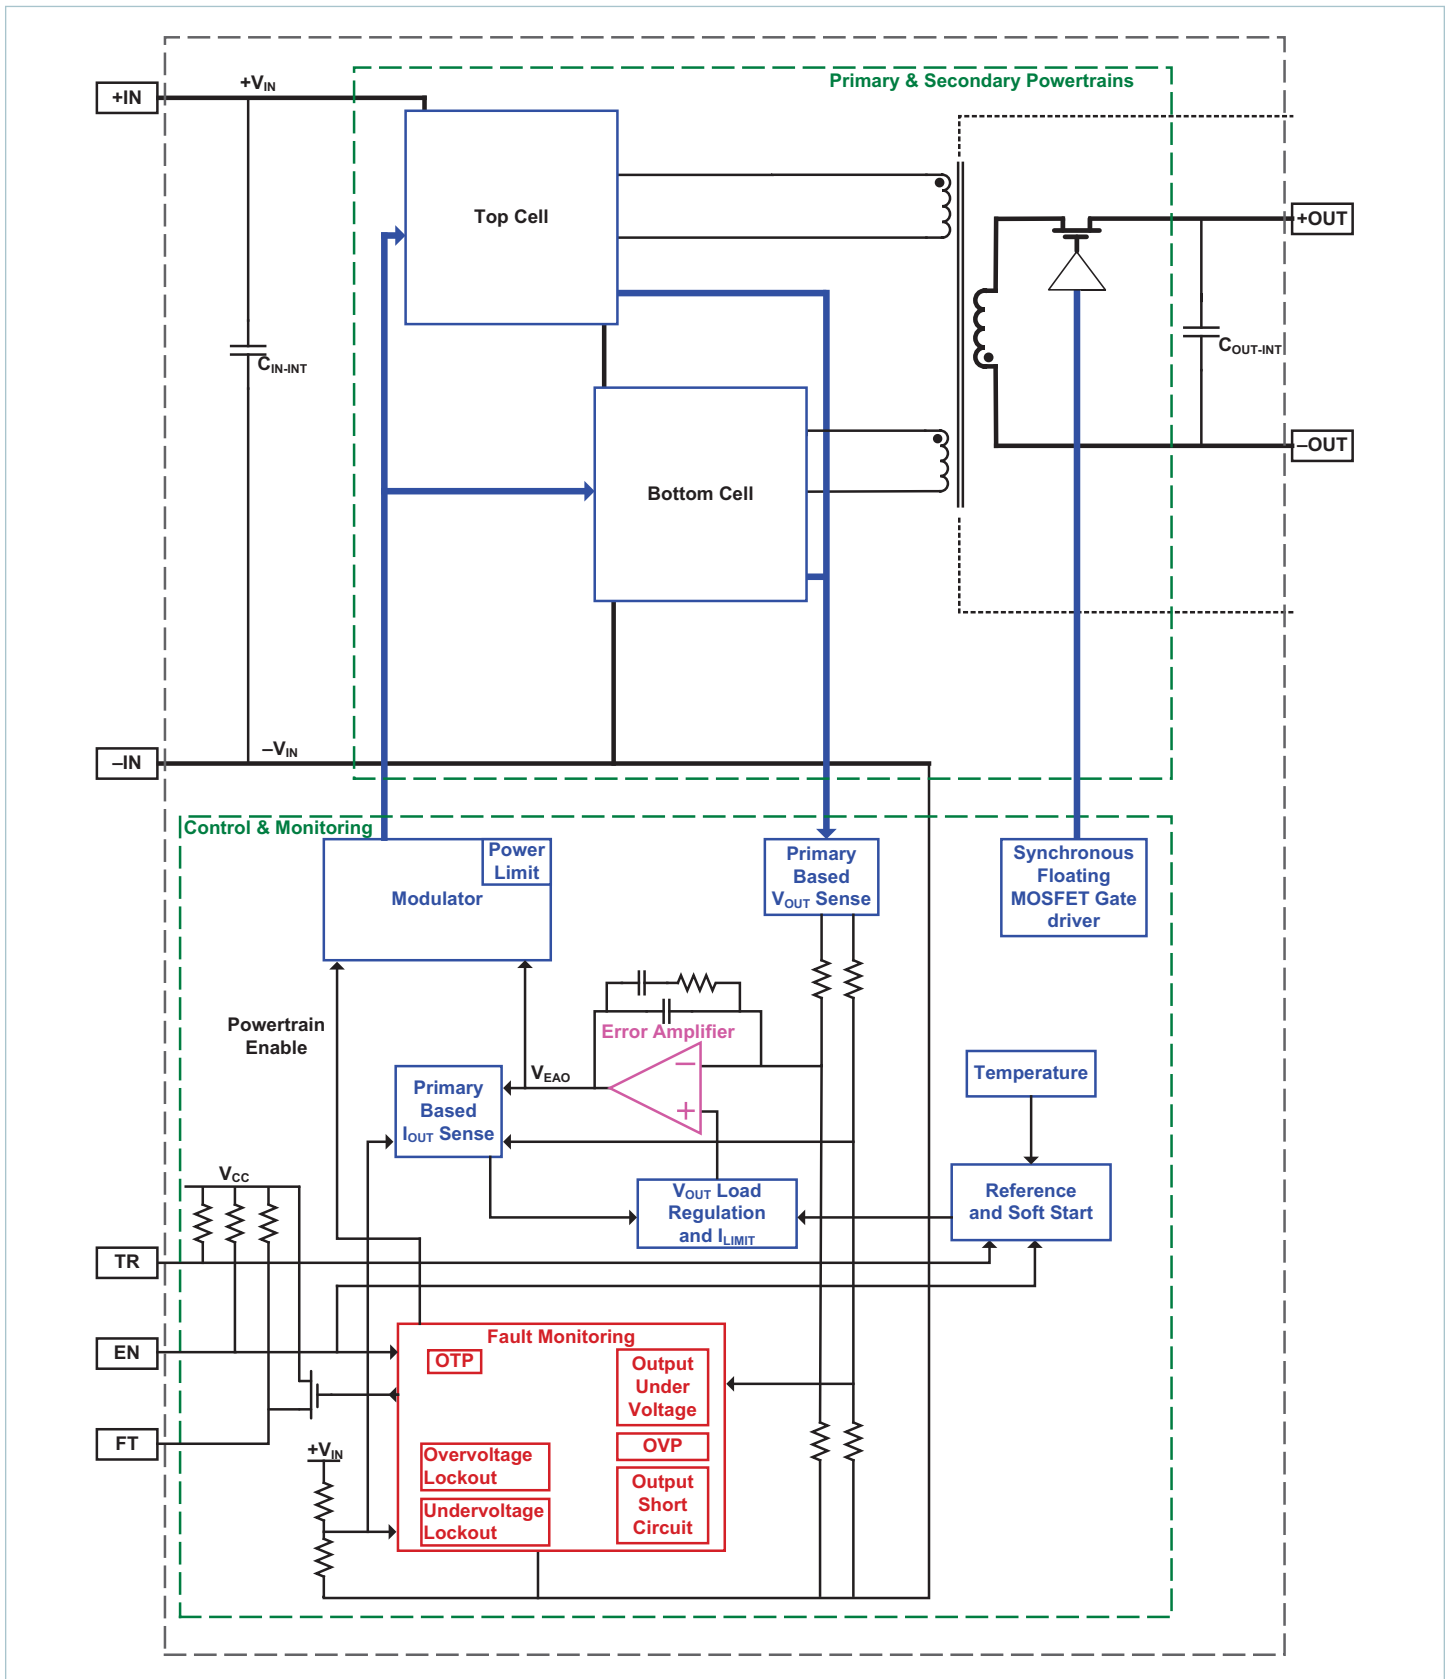 Primary & Secondary Powertrains
+IN
+VIN
Top Cell
+OUT
CIN-INT
COUT-INT
–OUT
Bottom Cell
–VIN
–IN
Control & Monitoring
Power
Limit
Modulator
Primary
Based
VOUT Sense
Synchronous
Floating
MOSFET Gate
driver
Powertrain
Enable
Error Amplifier
VEAO
–
+
Primary
Based
IOUT Sense
Temperature
VCC
VOUT Load
Regulation
and ILIMIT
Reference
and Soft Start
TR
EN
FT
Fault Monitoring
OTP
Output
Under
Voltage
OVP
+VIN
Overvoltage
Lockout
Undervoltage
Lockout
Output
Short
Circuit